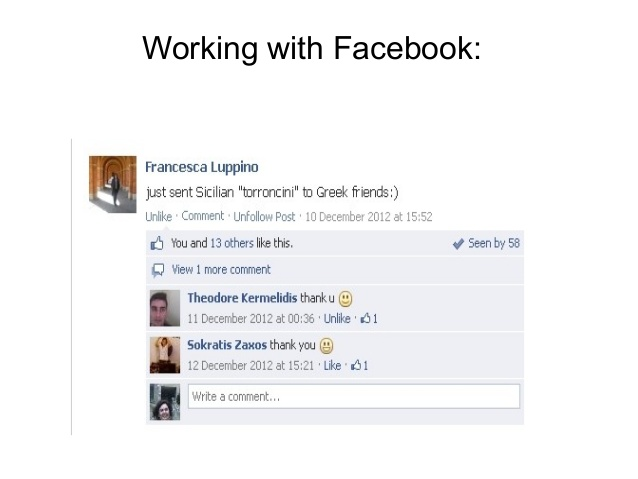 Working with Facebook:
Francesca Luppino
just sent Sicilian "torroncini" to Greek friends:)
Unlike · Comment · Unfollow Post · 10 December 2012 at 15:52
You and 13 others like this. Seen by 58
View 1 more comment
Theodore Kermelidis thank u
11 December 2012 at 00:36 · Unlike · 1
Sokratis Zaxos thank you
12 December 2012 at 15:21 · Like · 1
Write a comment...